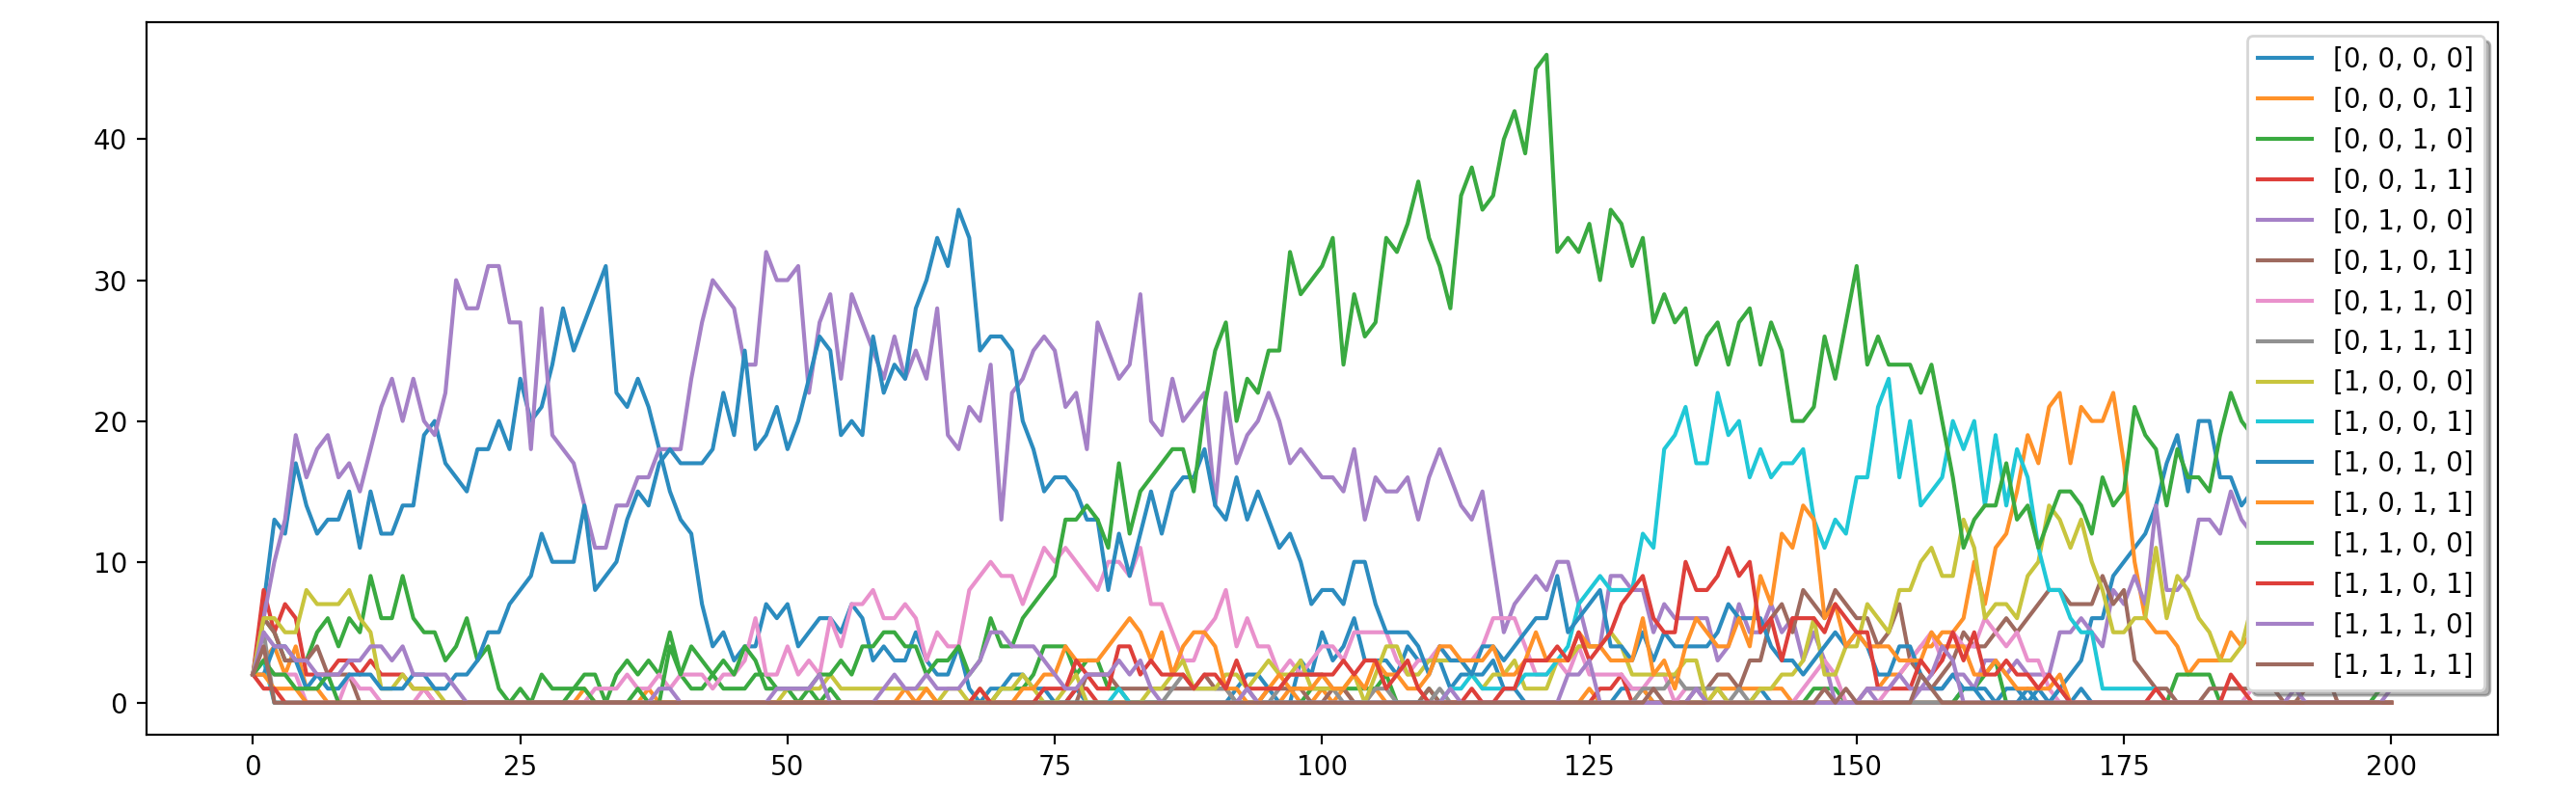 40
30
20
10
0
0 25 50 75 100 125 150 175 200
[0, 0, 0, 0]
[0, 0, 0, 1]
[0, 0, 1, 0]
[0, 0, 1, 1]
[0, 1, 0, 0]
[0, 1, 0, 1]
[0, 1, 1, 0]
[0, 1, 1, 1]
[1, 0, 0, 0]
[1, 0, 0, 1]
[1, 0, 1, 0]
[1, 0, 1, 1]
[1, 1, 0, 0]
[1, 1, 0, 1]
[1, 1, 1, 0]
[1, 1, 1, 1]